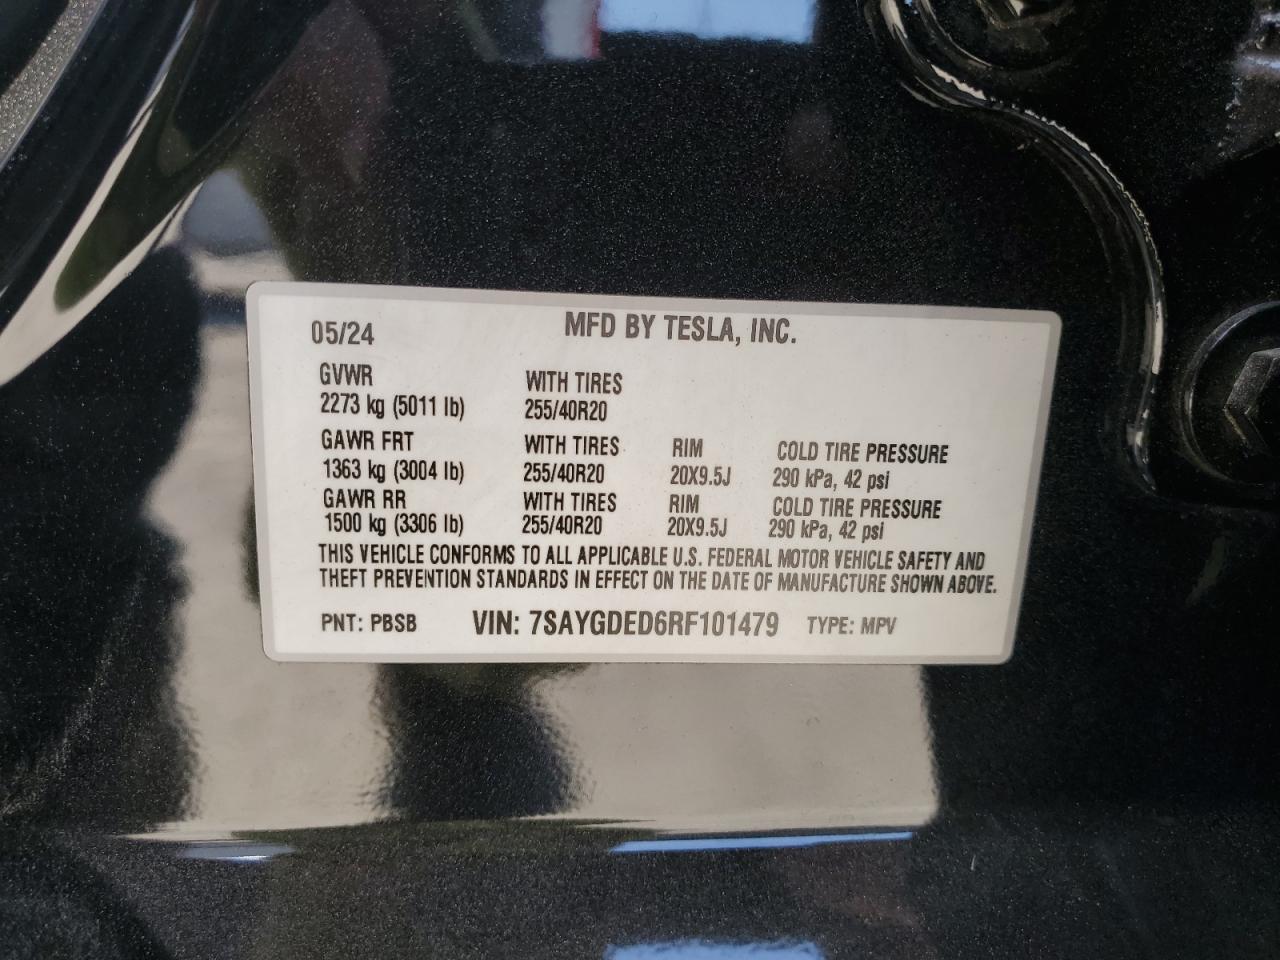 05/24 MFD BY TESLA, INC.
GVWR WITH TIRES
2273 kg (5011 lb) 255/40R20
GAWR FRT WITH TIRES RIM COLD TIRE PRESSURE
1363 kg (3004 lb) 255/40R20 20X9.5J 290 kPa, 42 psi
GAWR RR WITH TIRES RIM COLD TIRE PRESSURE
1500 kg (3306 lb) 255/40R20 20X9.5J 290 kPa, 42 psi
THIS VEHICLE CONFORMS TO ALL APPLICABLE U.S. FEDERAL MOTOR VEHICLE SAFETY AND
THEFT PREVENTION STANDARDS IN EFFECT ON THE DATE OF MANUFACTURE SHOWN ABOVE.
PNT: PBSB VIN: 7SAYGDED6RF101479 TYPE: MPV